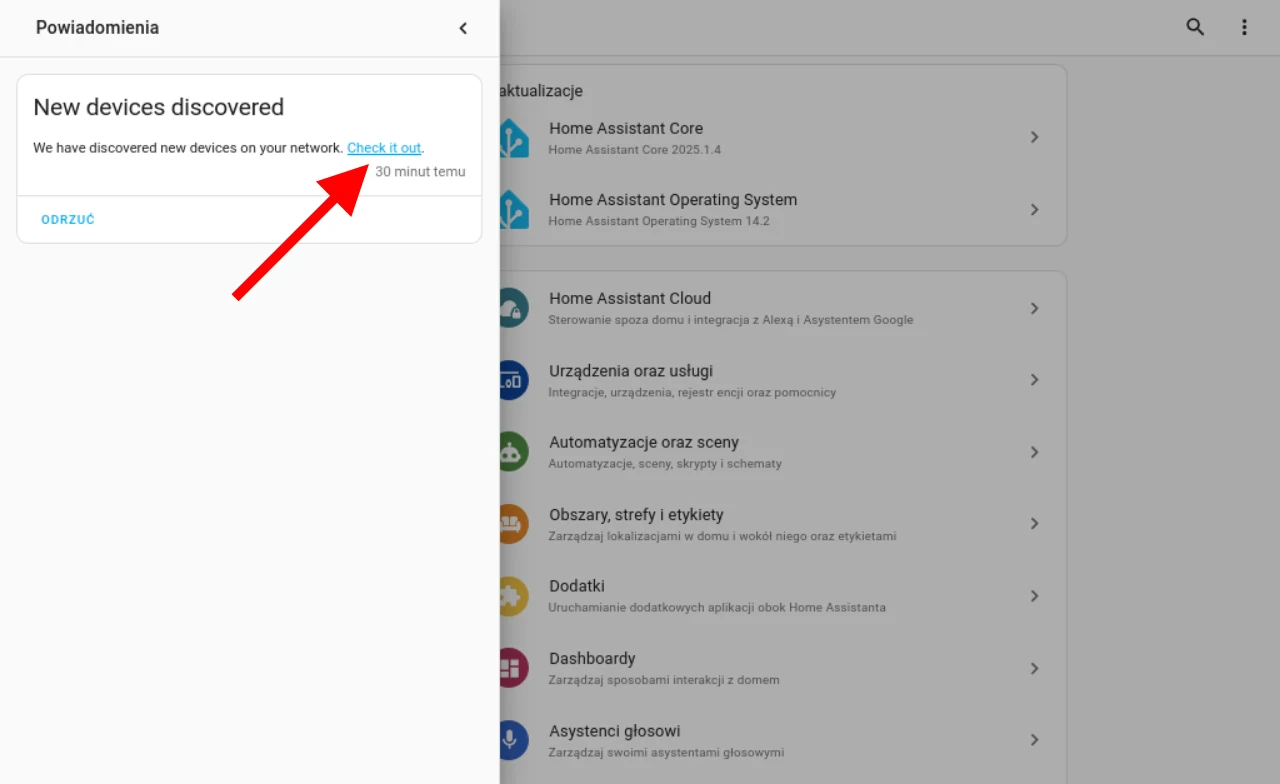 Powiadomienia
New devices discovered
We have discovered new devices on your network. Check it out.
30 minut temu
ODRZUĆ
aktualizacje
Home Assistant Core
Home Assistant Core 2025.1.4
Home Assistant Operating System
Home Assistant Operating System 14.2
Home Assistant Cloud
Sterowanie spoza domu i integracja z Alexą i Asystentem Google
Urządzenia oraz usługi
Integracje, urządzenia, rejestr encji oraz pomocnicy
Automatyzacje oraz sceny
Automatyzacje, sceny, skrypty i schematy
Obszary, strefy i etykiety
Zarządzaj lokalizacjami w domu i wokół niego oraz etykietami
Dodatki
Uruchamianie dodatkowych aplikacji obok Home Assistanta
Dashboardy
Zarządzaj sposobami interakcji z domem
Asystenci głosowi
Zarządzaj swoimi asystentami głosowymi